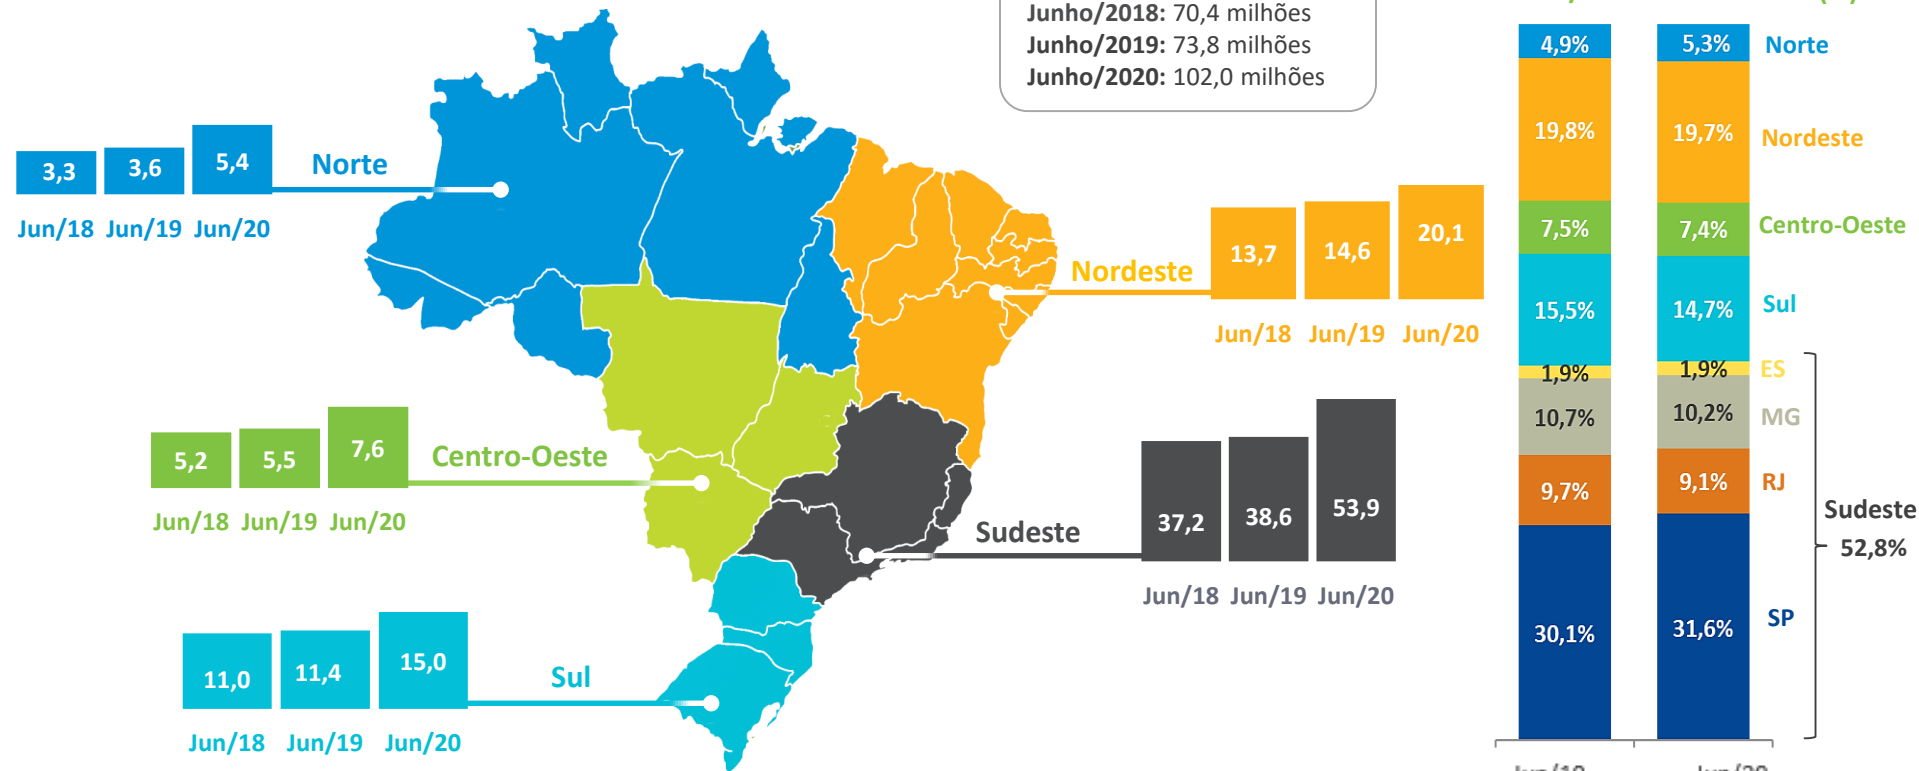 Junho/2018: 70,4 milhões
Junho/2019: 73,8 milhões
Junho/2020: 102,0 milhões
3,3 3,6 5,4
Norte
Jun/18 Jun/19 Jun/20
13,7 14,6 20,1
Nordeste
Jun/18 Jun/19 Jun/20
5,2 5,5 7,6
Centro-Oeste
Jun/18 Jun/19 Jun/20
37,2 38,6 53,9
Sudeste
Jun/18 Jun/19 Jun/20
11,0 11,4 15,0
Sul
Jun/18 Jun/19 Jun/20
4,9% 5,3% Norte
19,8% 19,7% Nordeste
7,5% 7,4% Centro-Oeste
15,5% 14,7% Sul
1,9% 1,9% ES
10,7% 10,2% MG
9,7% 9,1% RJ
Sudeste
52,8%
30,1% 31,6% SP